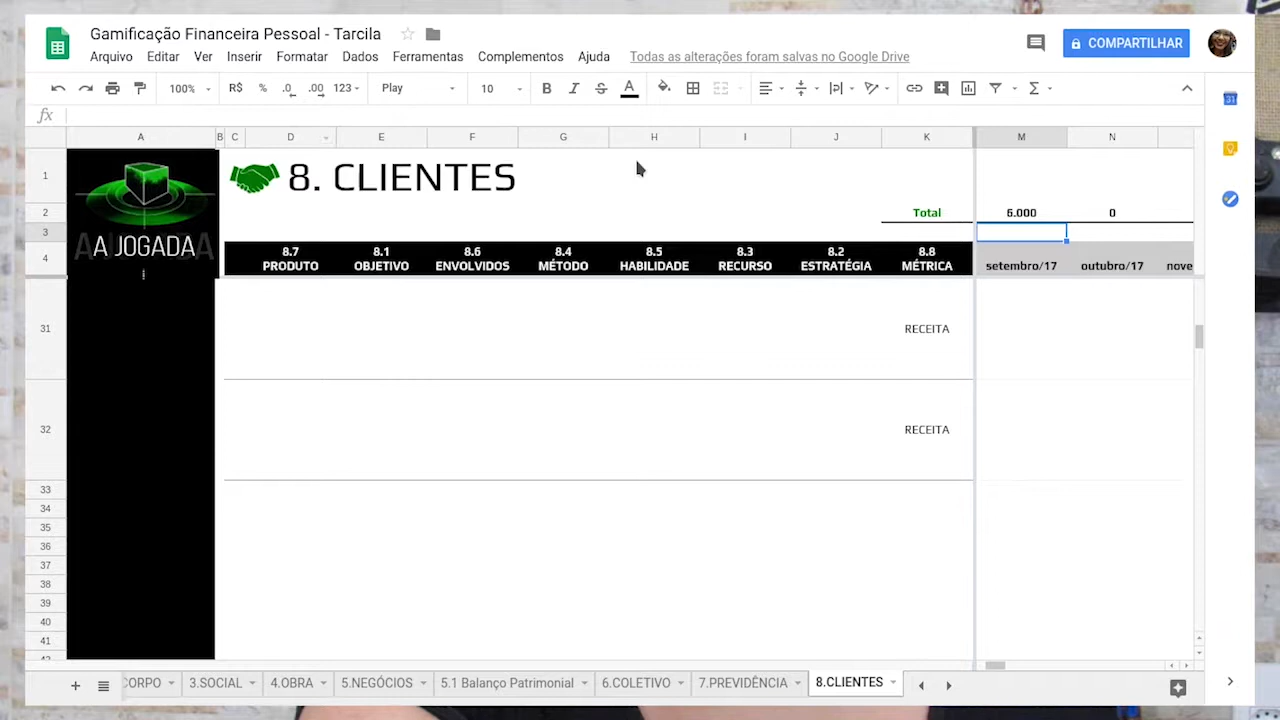 Gamificação Financeira Pessoal - Tarcila
Arquivo Editar Ver Inserir Formatar Dados Ferramentas Complementos Ajuda Todas as alterações foram salvas no Google Drive
COMPARTILHAR
100% R$ % .0 .00 123 Play 10 B I S A Σ
fx
A B C D E F G H I J K M N
1 8. CLIENTES
2 Total 6.000 0
3
A JOGADA
4 8.7 PRODUTO 8.1 OBJETIVO 8.6 ENVOLVIDOS 8.4 MÉTODO 8.5 HABILIDADE 8.3 RECURSO 8.2 ESTRATÉGIA 8.8 MÉTRICA setembro/17 outubro/17 nove
31 RECEITA
32 RECEITA
33
34
35
36
37
38
39
40
41
42
CORPO 3.SOCIAL 4.OBRA 5.NEGÓCIOS 5.1 Balanço Patrimonial 6.COLETIVO 7.PREVIDÊNCIA 8.CLIENTES
31